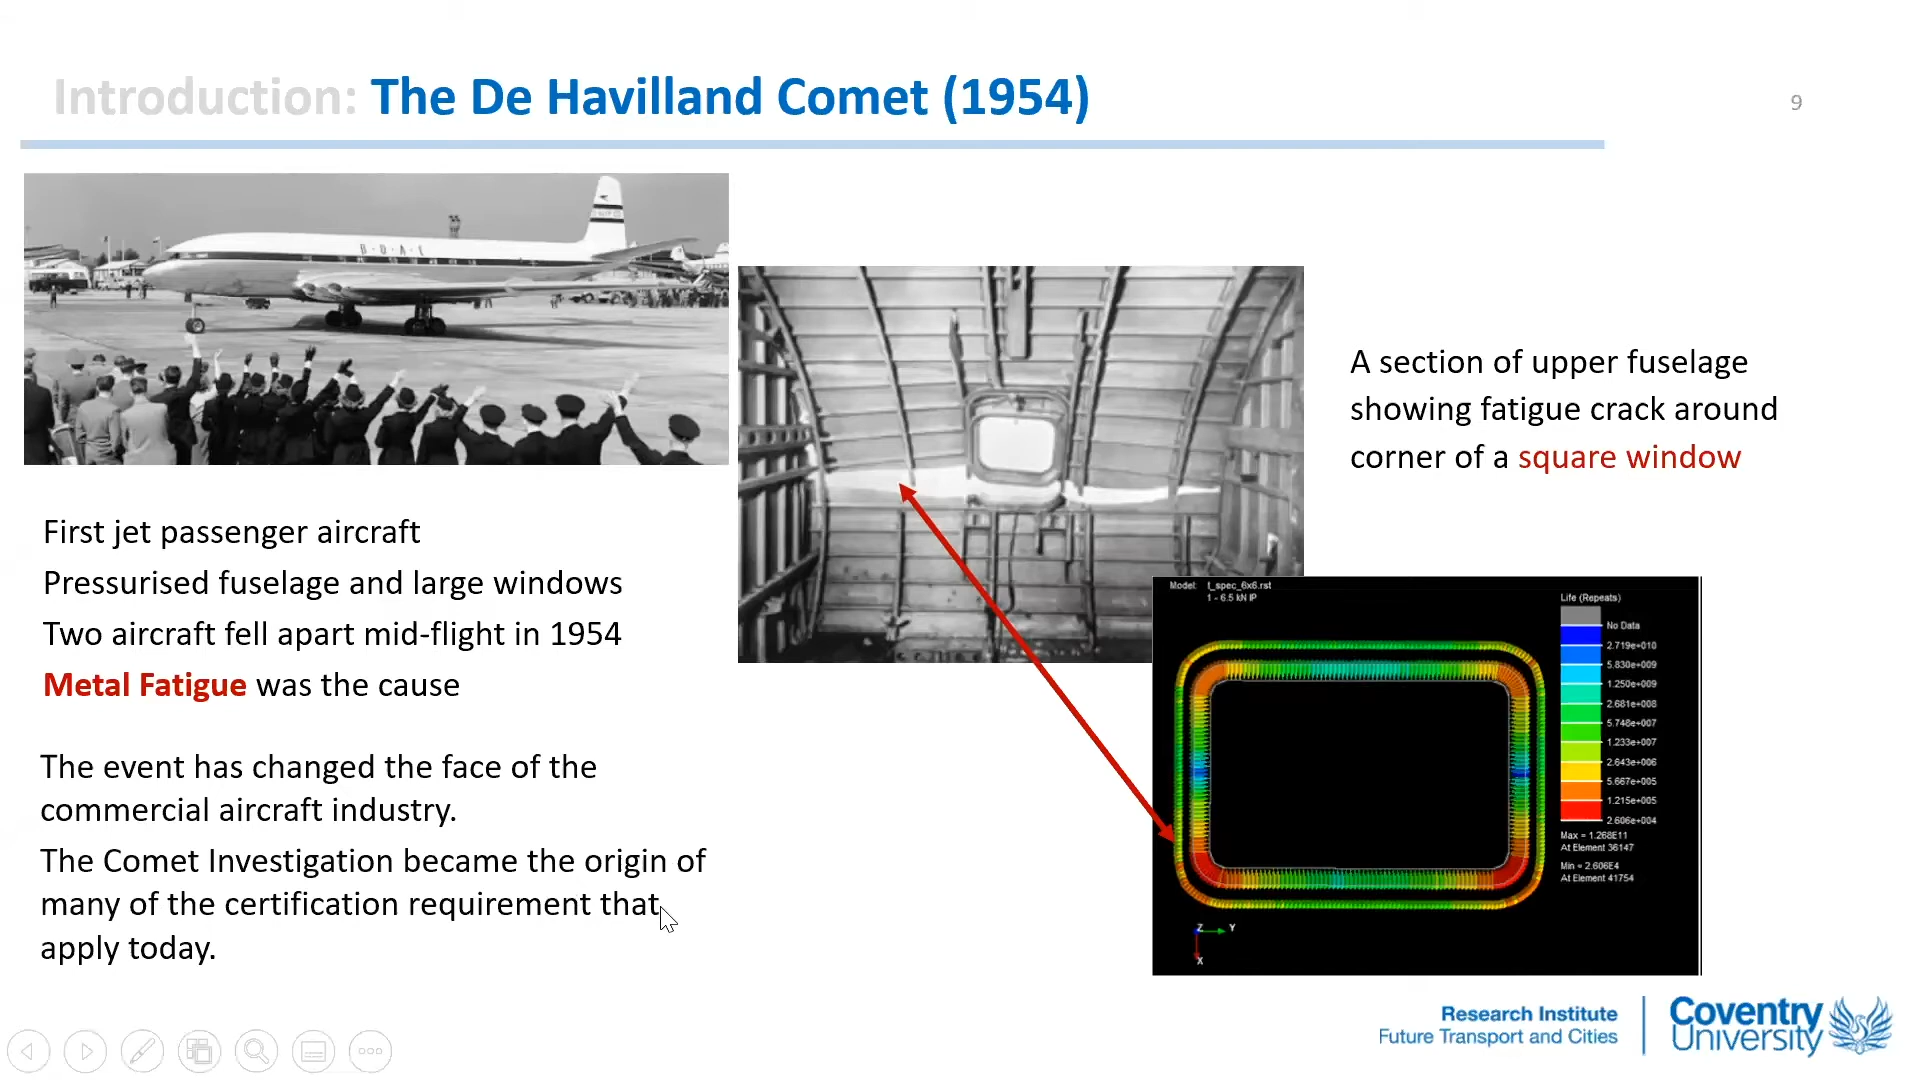 Introduction: The De Havilland Comet (1954)
9
B·O·A·C
First jet passenger aircraft
Pressurised fuselage and large windows
Two aircraft fell apart mid-flight in 1954
Metal Fatigue was the cause
The event has changed the face of the
commercial aircraft industry.
The Comet Investigation became the origin of
many of the certification requirement that
apply today.
A section of upper fuselage
showing fatigue crack around
corner of a square window
Model: t_spec_6x6.rst
1 - 6.5 kN IP
Life (Repeats)
No Data
2.719e+010
5.830e+009
1.250e+009
2.681e+008
5.748e+007
1.233e+007
2.643e+006
5.667e+005
1.215e+005
2.606e+004
Max = 1.268E11
At Element 36147
Min = 2.606E4
At Element 41754
Z
Y
X
Research Institute
Future Transport and Cities
Coventry
University